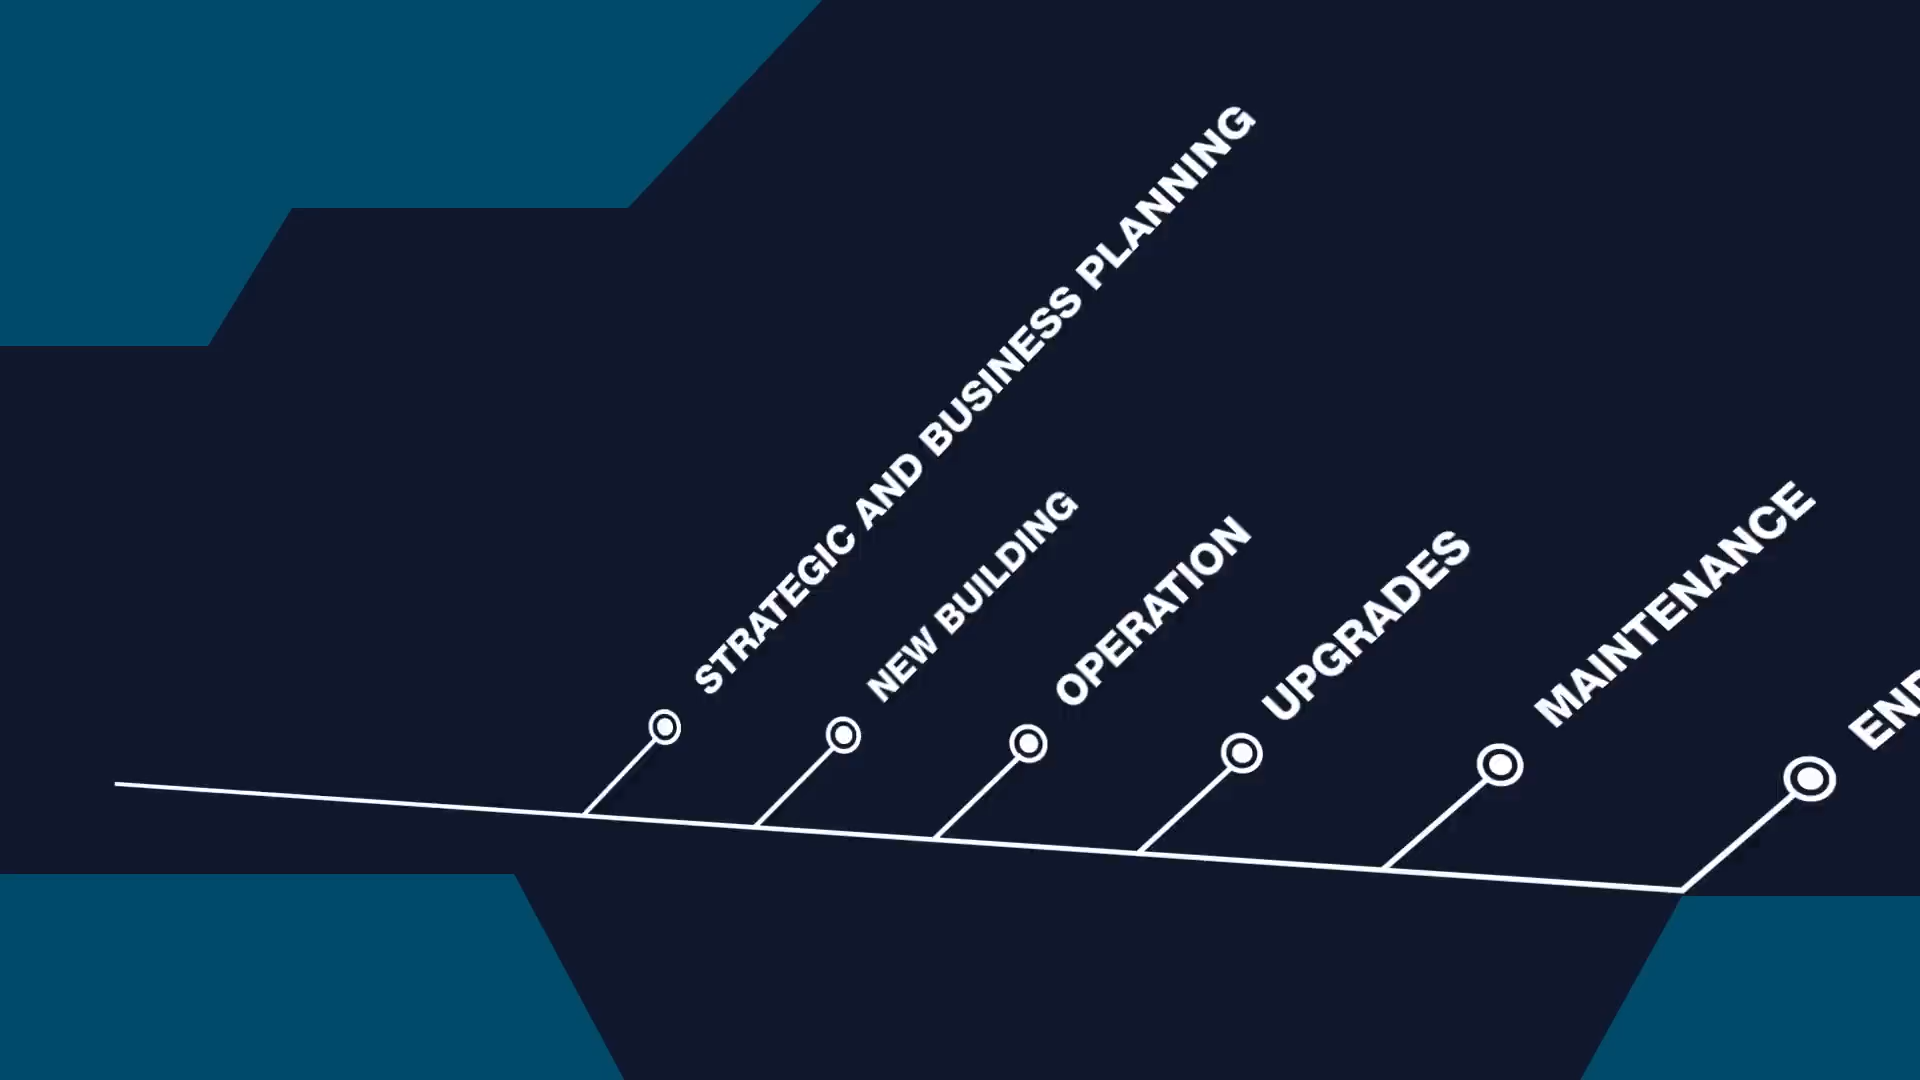 STRATEGIC AND BUSINESS PLANNING
NEW BUILDING
OPERATION
UPGRADES
MAINTENANCE